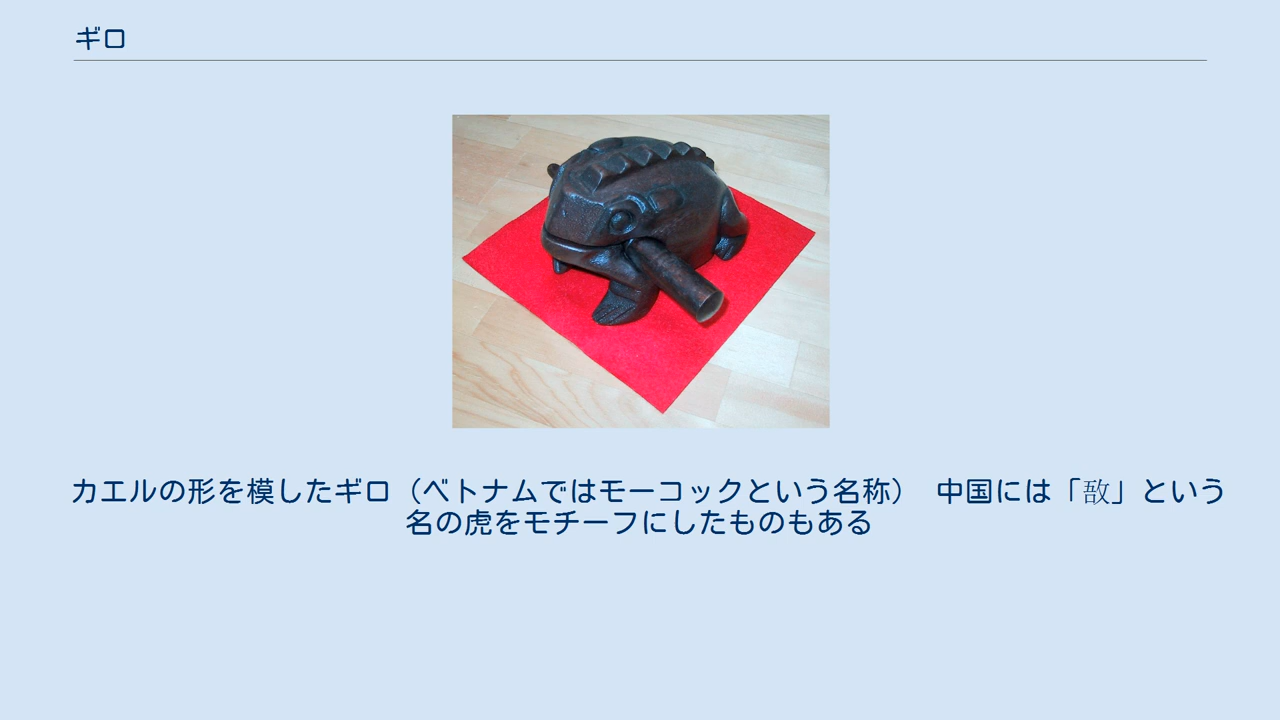 ギロ
カエルの形を模したギロ（ベトナムではモーコックという名称）　中国には「敔」という
名の虎をモチーフにしたものもある